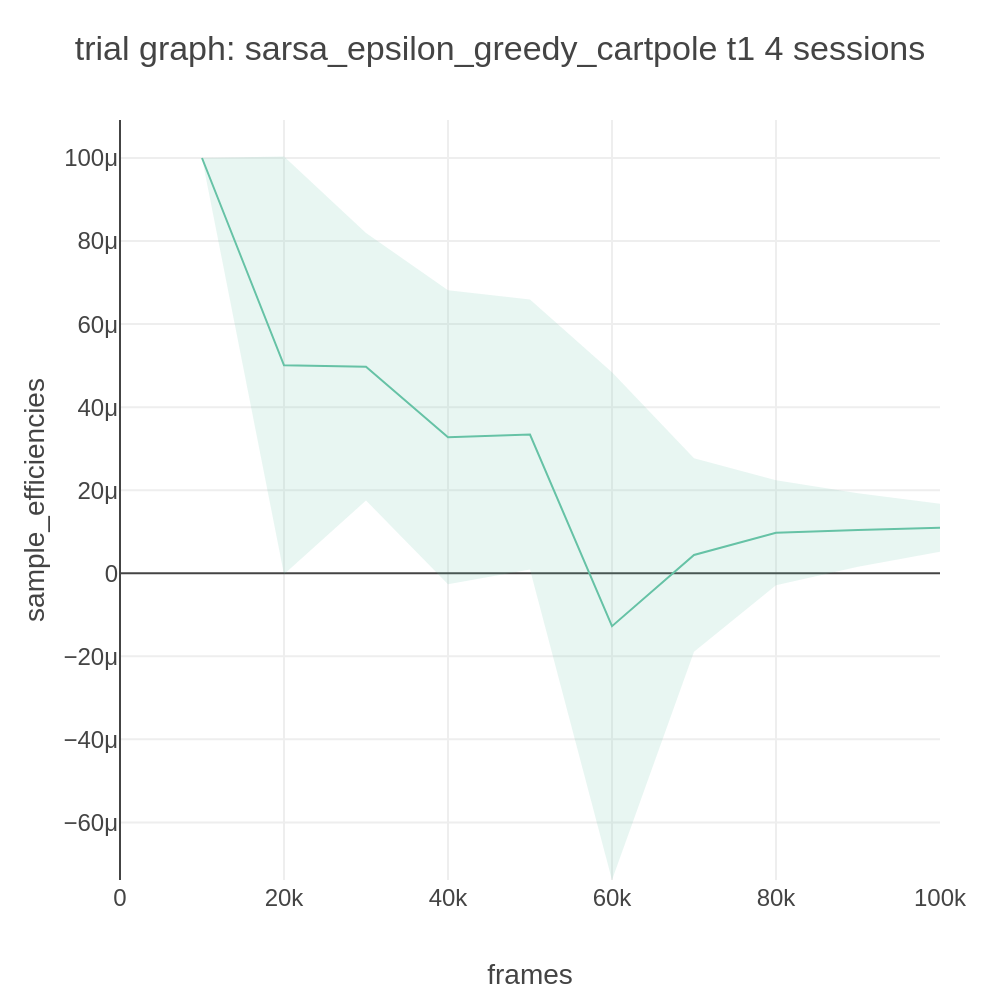 trial graph: sarsa_epsilon_greedy_cartpole t1 4 sessions
100μ
80μ
60μ
40μ
20μ
0
−20μ
−40μ
−60μ
sample_efficiencies
0
20k
40k
60k
80k
100k
frames